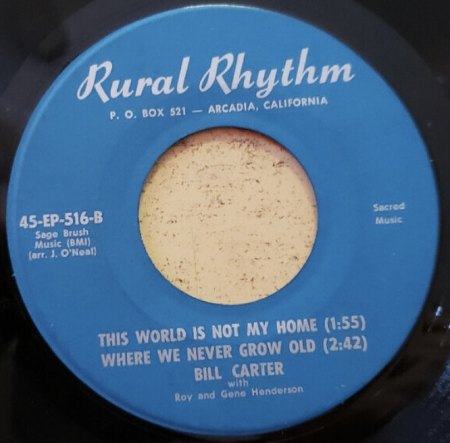 Rural Rhythm
P. O. BOX 521 — ARCADIA, CALIFORNIA
45-EP-516-B
Sage Brush
Music (BMI)
(arr. J. O'Neal)
Sacred
Music
THIS WORLD IS NOT MY HOME (1:55)
WHERE WE NEVER GROW OLD (2:42)
BILL CARTER
with
Roy and Gene Henderson